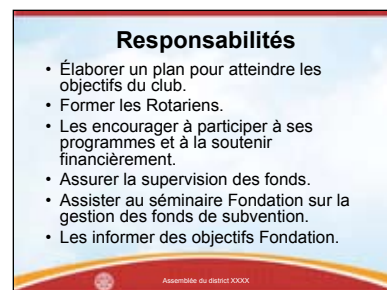 Responsabilités
• Élaborer un plan pour atteindre les
objectifs du club.
• Former les Rotariens.
• Les encourager à participer à ses
programmes et à la soutenir
financièrement.
• Assurer la supervision des fonds.
• Assister au séminaire Fondation sur la
gestion des fonds de subvention.
• Les informer des objectifs Fondation.
Assemblée du district XXXX